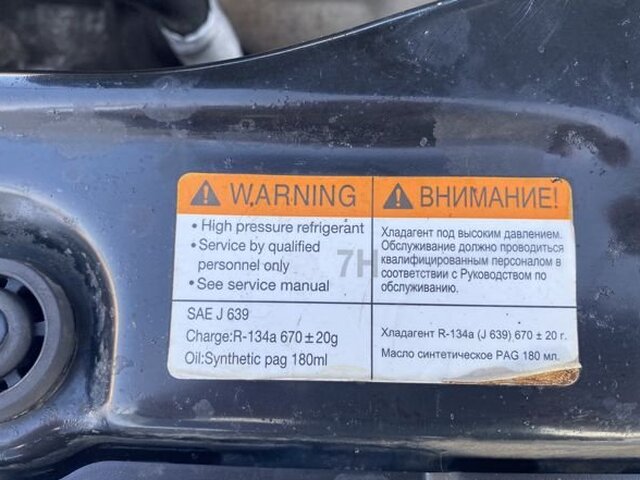 WARNING
• High pressure refrigerant
• Service by qualified
personnel only
• See service manual
7H
SAE J 639
Charge:R-134a 670 ± 20g
Oil:Synthetic pag 180ml
ВНИМАНИЕ!
Хладагент под высоким давлением.
Обслуживание должно проводиться
квалифицированным персоналом в
соответствии с Руководством по
обслуживанию.
Хладагент R-134a (J 639) 670 ± 20 г.
Масло синтетическое PAG 180 мл.